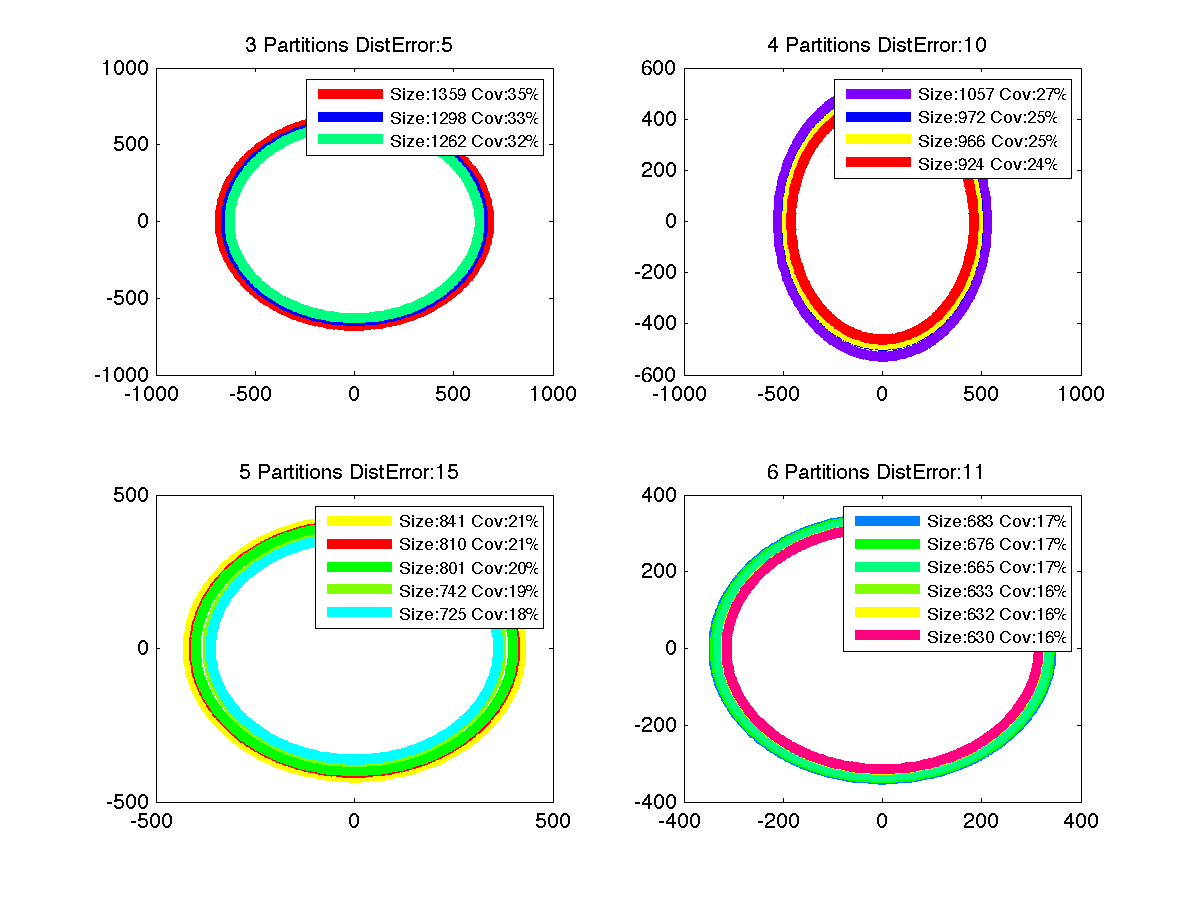 3 Partitions DistError:5
1000
500
0
-500
-1000
-1000 -500 0 500 1000
Size:1359 Cov:35%
Size:1298 Cov:33%
Size:1262 Cov:32%
4 Partitions DistError:10
600
400
200
0
-200
-400
-600
-1000 -500 0 500 1000
Size:1057 Cov:27%
Size:972 Cov:25%
Size:966 Cov:25%
Size:924 Cov:24%
5 Partitions DistError:15
500
0
-500
-500 0 500
Size:841 Cov:21%
Size:810 Cov:21%
Size:801 Cov:20%
Size:742 Cov:19%
Size:725 Cov:18%
6 Partitions DistError:11
400
200
0
-200
-400
-400 -200 0 200 400
Size:683 Cov:17%
Size:676 Cov:17%
Size:665 Cov:17%
Size:633 Cov:16%
Size:632 Cov:16%
Size:630 Cov:16%